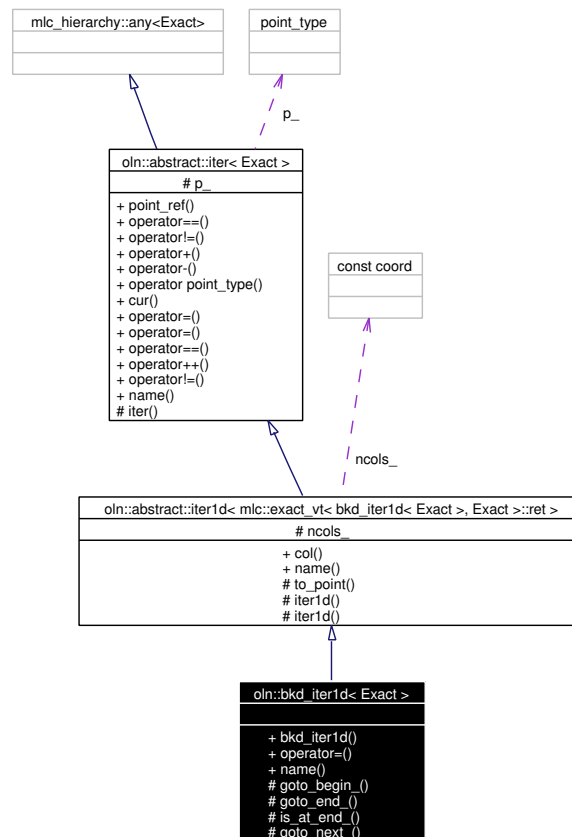 mlc_hierarchy::any<Exact>
point_type
p_
oln::abstract::iter< Exact >
# p_
+ point_ref()
+ operator==()
+ operator!=()
+ operator+()
+ operator-()
+ operator point_type()
+ cur()
+ operator=()
+ operator=()
+ operator==()
+ operator++()
+ operator!=()
+ name()
# iter()
const coord
ncols_
oln::abstract::iter1d< mlc::exact_vt< bkd_iter1d< Exact >, Exact >::ret >
# ncols_
+ col()
+ name()
# to_point()
# iter1d()
# iter1d()
oln::bkd_iter1d< Exact >
+ bkd_iter1d()
+ operator=()
+ name()
# goto_begin_()
# goto_end_()
# is_at_end_()
# goto_next_()